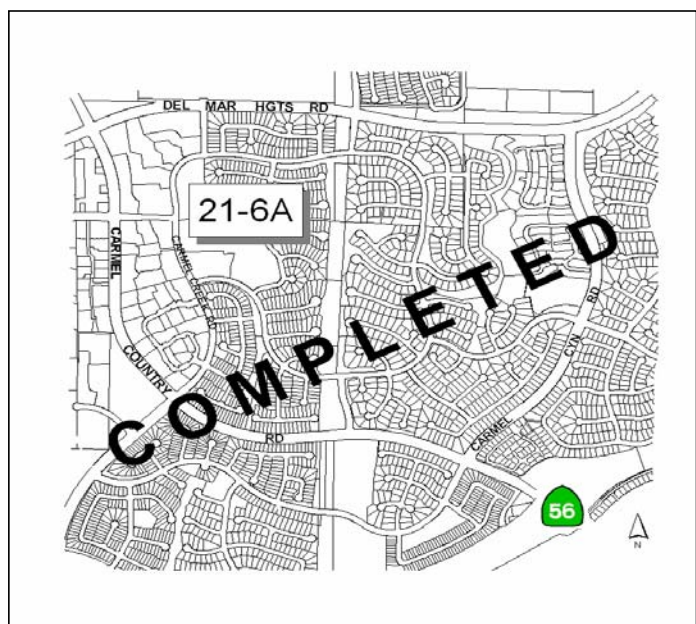 DEL MAR HGTS RD
21-6A
CARMEL
CARMEL CREEK RD
COUNTRY
RD
COMPLETED
CARMEL
CYN
RD
56
N